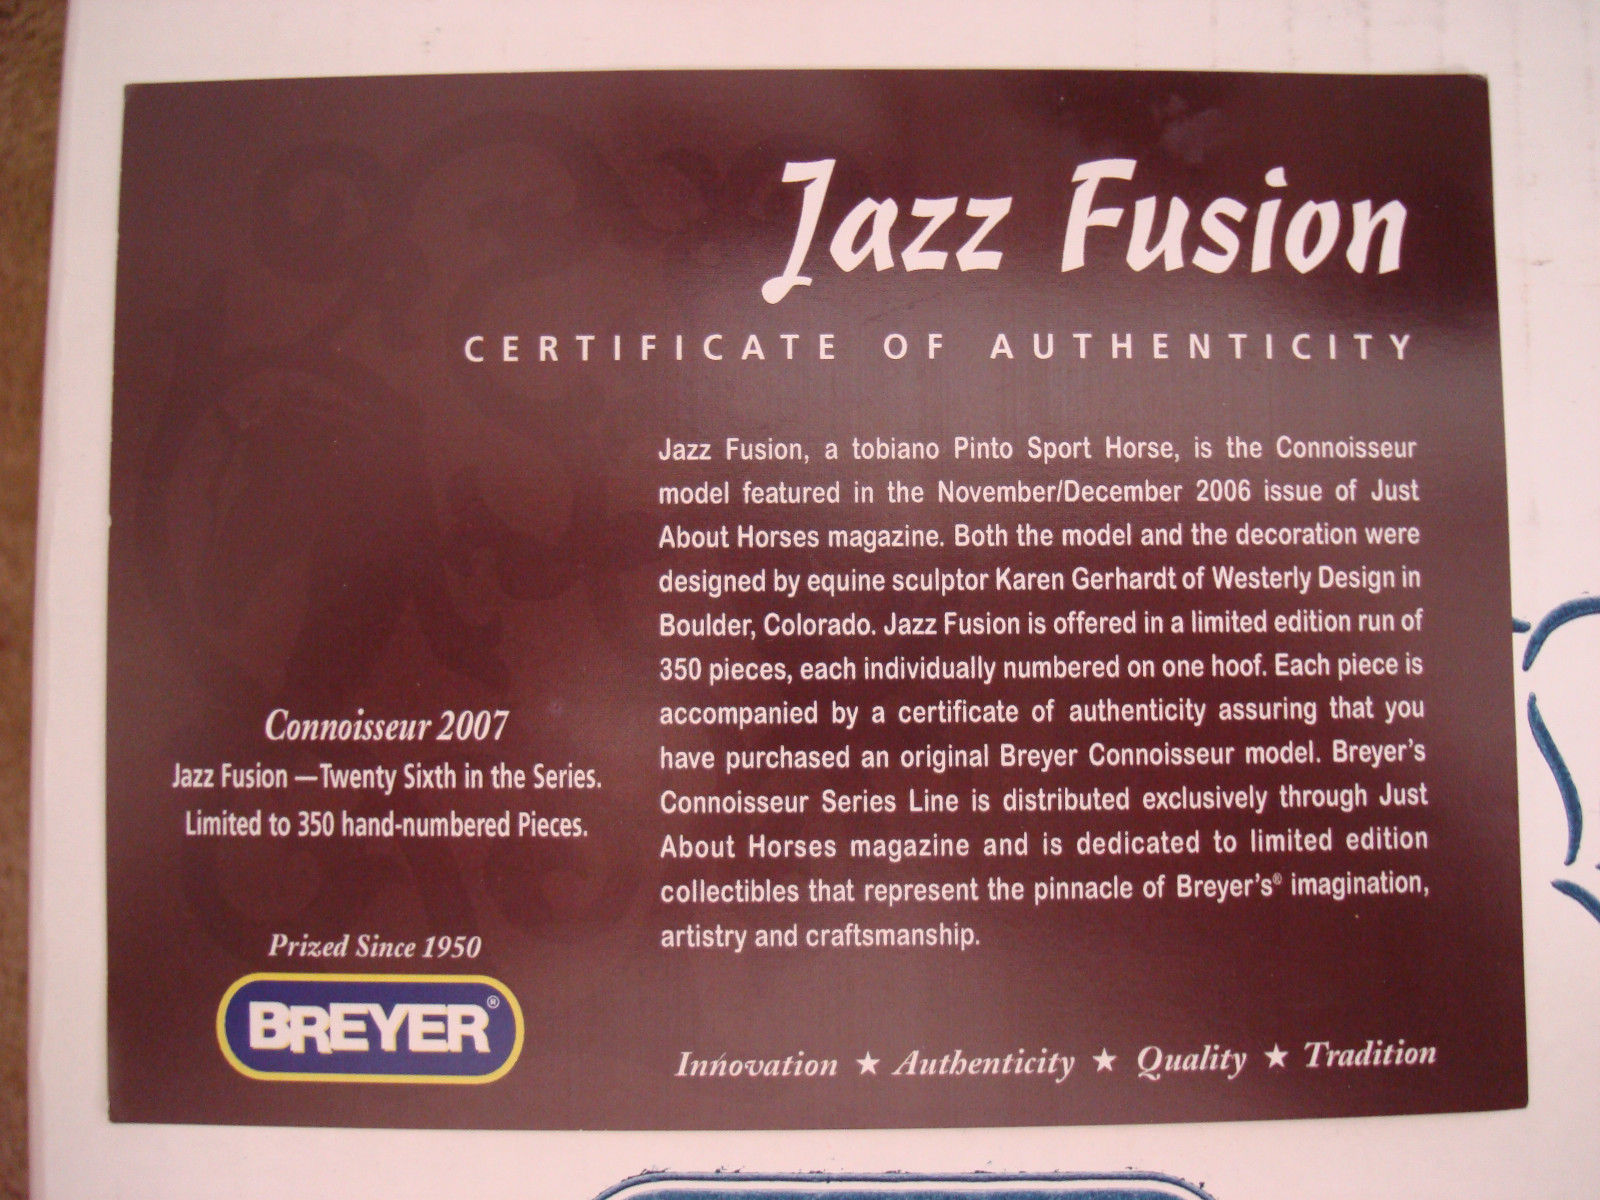 Jazz Fusion
CERTIFICATE OF AUTHENTICITY
Jazz Fusion, a tobiano Pinto Sport Horse, is the Connoisseur
model featured in the November/December 2006 issue of Just
About Horses magazine. Both the model and the decoration were
designed by equine sculptor Karen Gerhardt of Westerly Design in
Boulder, Colorado. Jazz Fusion is offered in a limited edition run of
350 pieces, each individually numbered on one hoof. Each piece is
accompanied by a certificate of authenticity assuring that you
have purchased an original Breyer Connoisseur model. Breyer's
Connoisseur Series Line is distributed exclusively through Just
About Horses magazine and is dedicated to limited edition
collectibles that represent the pinnacle of Breyer's® imagination,
artistry and craftsmanship.
Connoisseur 2007
Jazz Fusion —Twenty Sixth in the Series.
Limited to 350 hand-numbered Pieces.
Prized Since 1950
BREYER®
Innovation ★ Authenticity ★ Quality ★ Tradition